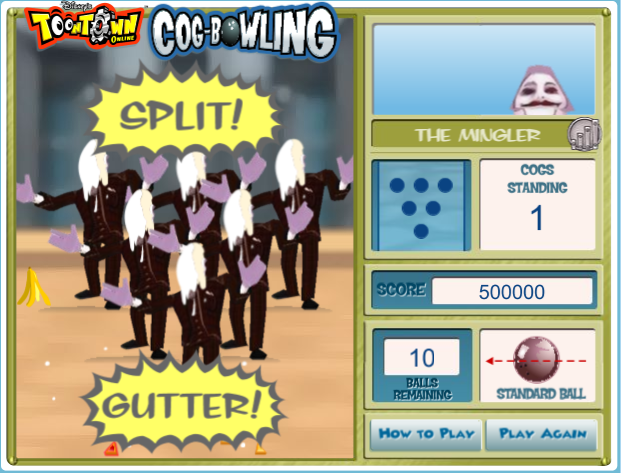 Disney's
TOONTOWN
ONLINE
COG-BOWLING
SPLIT!
GUTTER!
THE MINGLER
COGS
STANDING
1
SCORE 500000
10
BALLS
REMAINING
STANDARD BALL
HOW TO PLAY
PLAY AGAIN